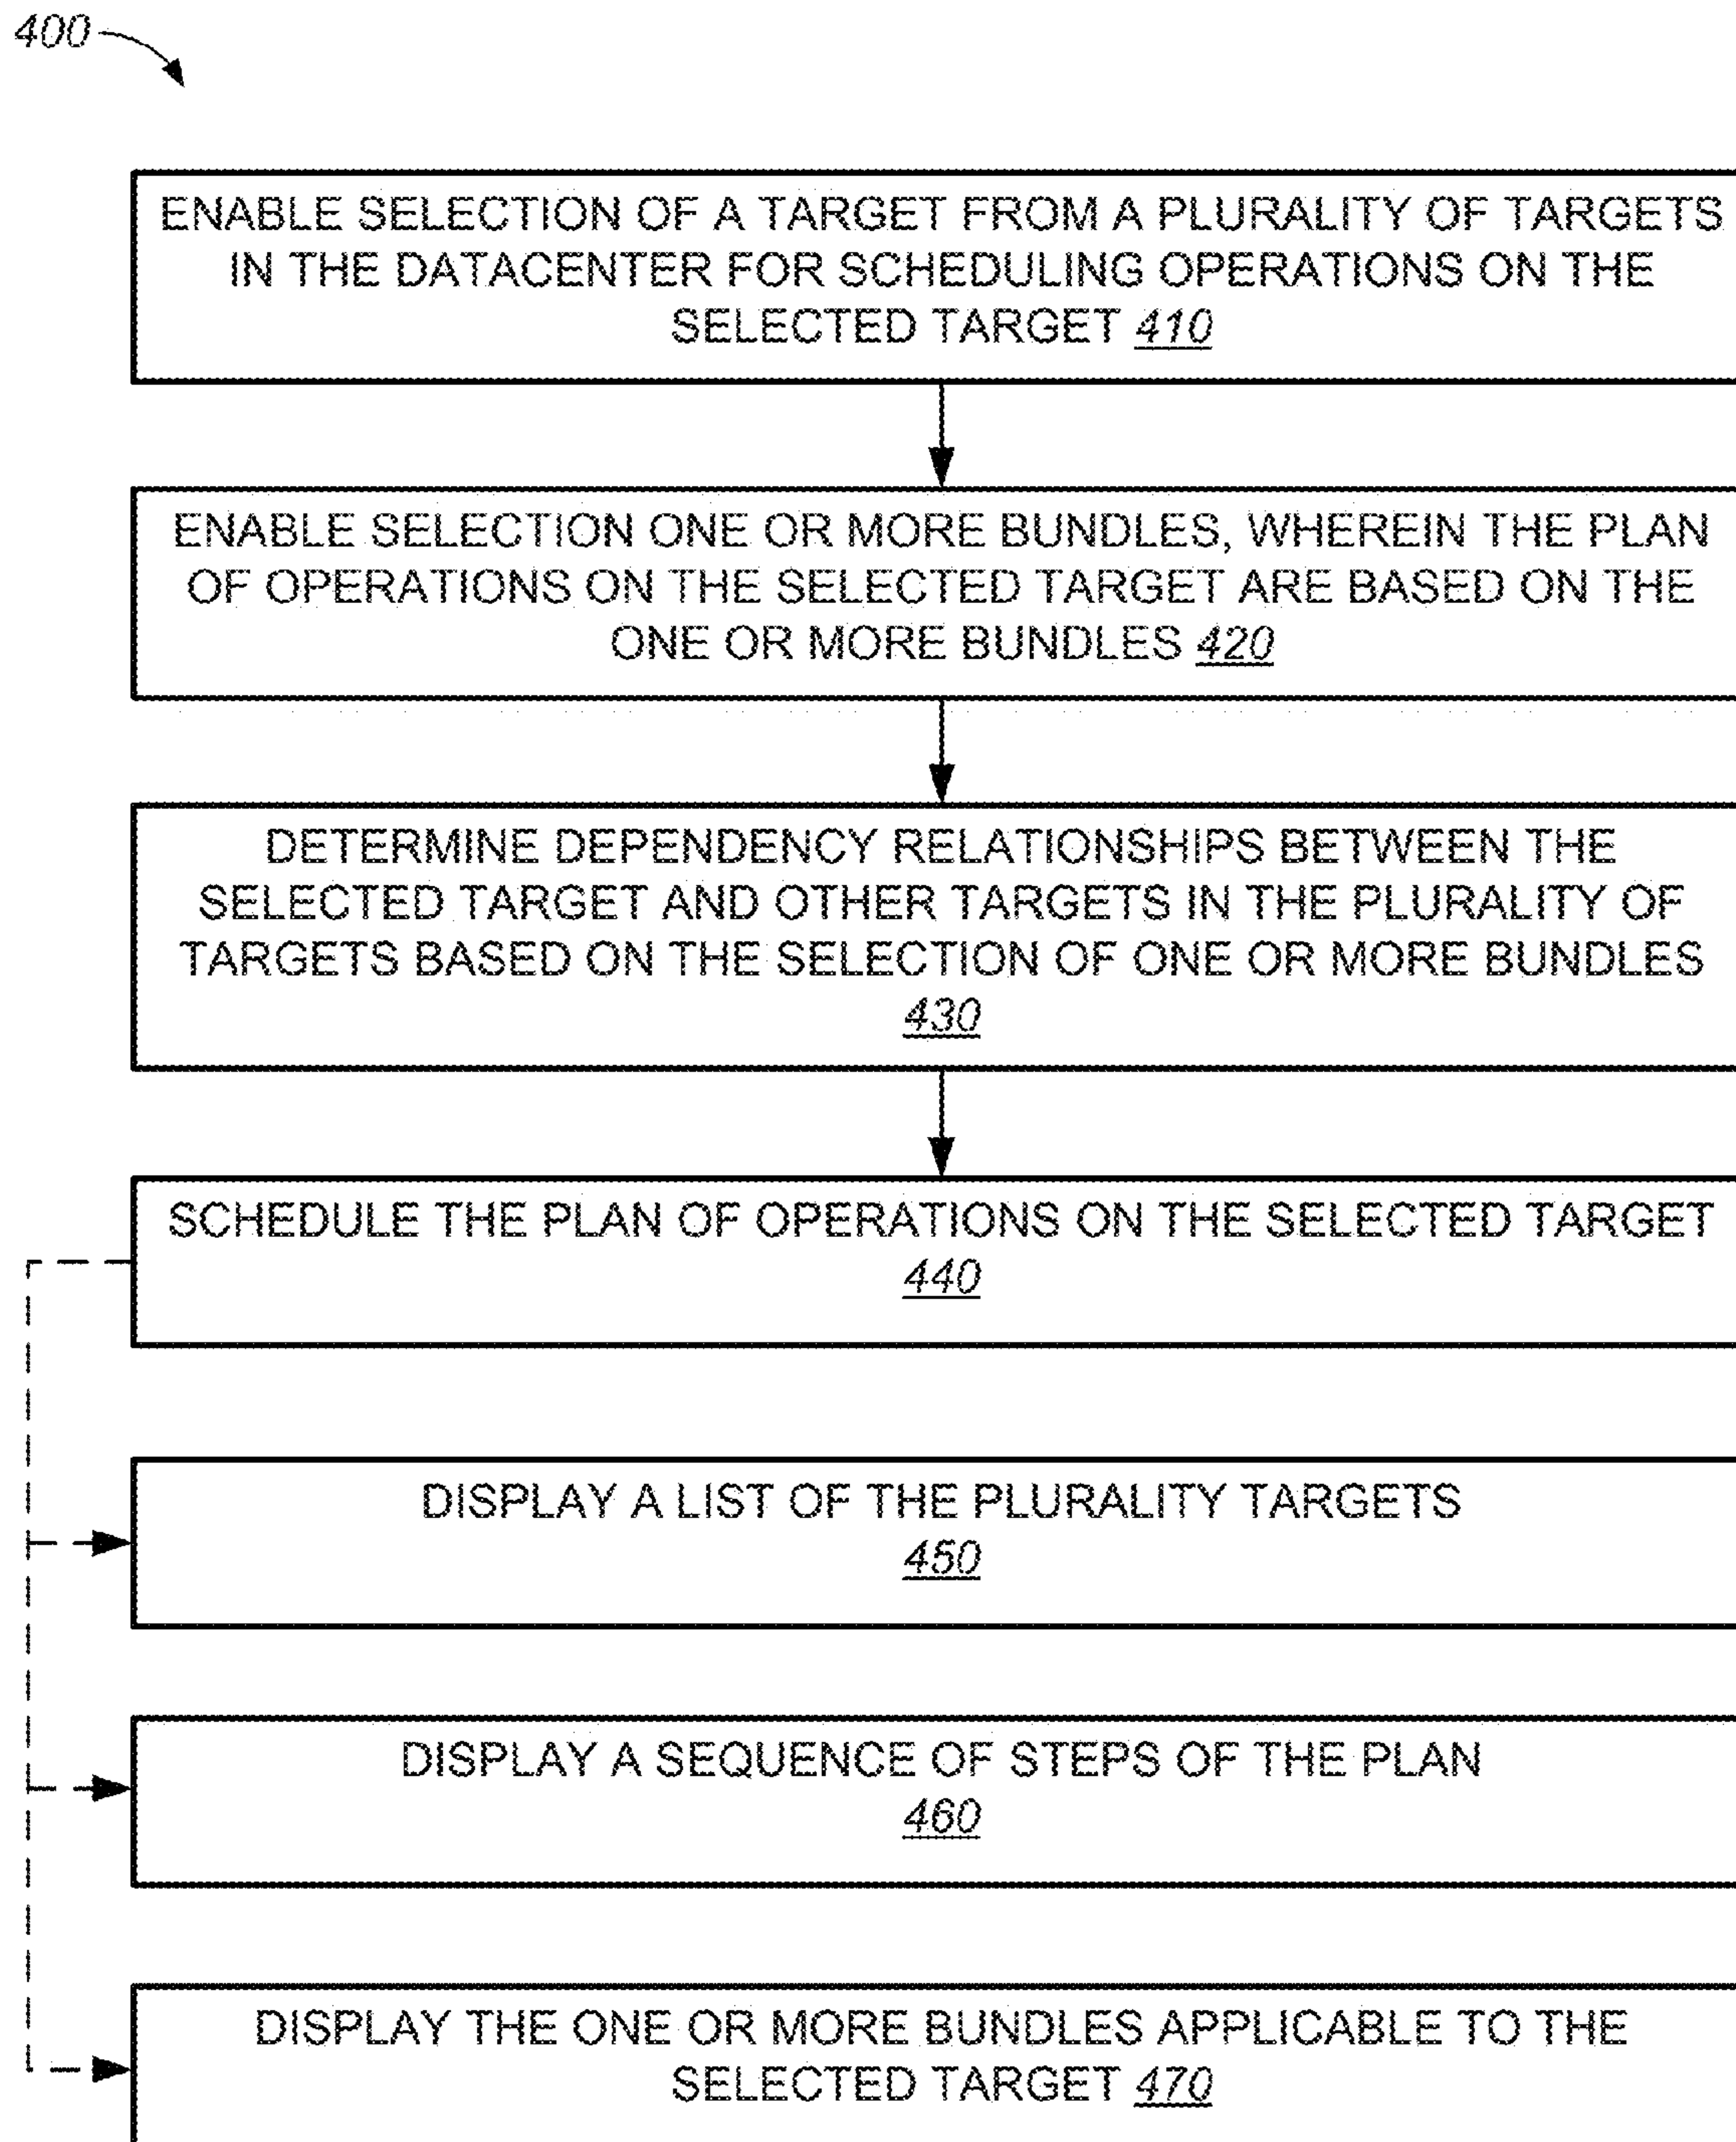 400
ENABLE SELECTION OF A TARGET FROM A PLURALITY OF TARGETS
IN THE DATACENTER FOR SCHEDULING OPERATIONS ON THE
SELECTED TARGET 410
ENABLE SELECTION ONE OR MORE BUNDLES, WHEREIN THE PLAN
OF OPERATIONS ON THE SELECTED TARGET ARE BASED ON THE
ONE OR MORE BUNDLES 420
DETERMINE DEPENDENCY RELATIONSHIPS BETWEEN THE
SELECTED TARGET AND OTHER TARGETS IN THE PLURALITY OF
TARGETS BASED ON THE SELECTION OF ONE OR MORE BUNDLES
430
SCHEDULE THE PLAN OF OPERATIONS ON THE SELECTED TARGET
440
DISPLAY A LIST OF THE PLURALITY TARGETS
450
DISPLAY A SEQUENCE OF STEPS OF THE PLAN
460
DISPLAY THE ONE OR MORE BUNDLES APPLICABLE TO THE
SELECTED TARGET 470